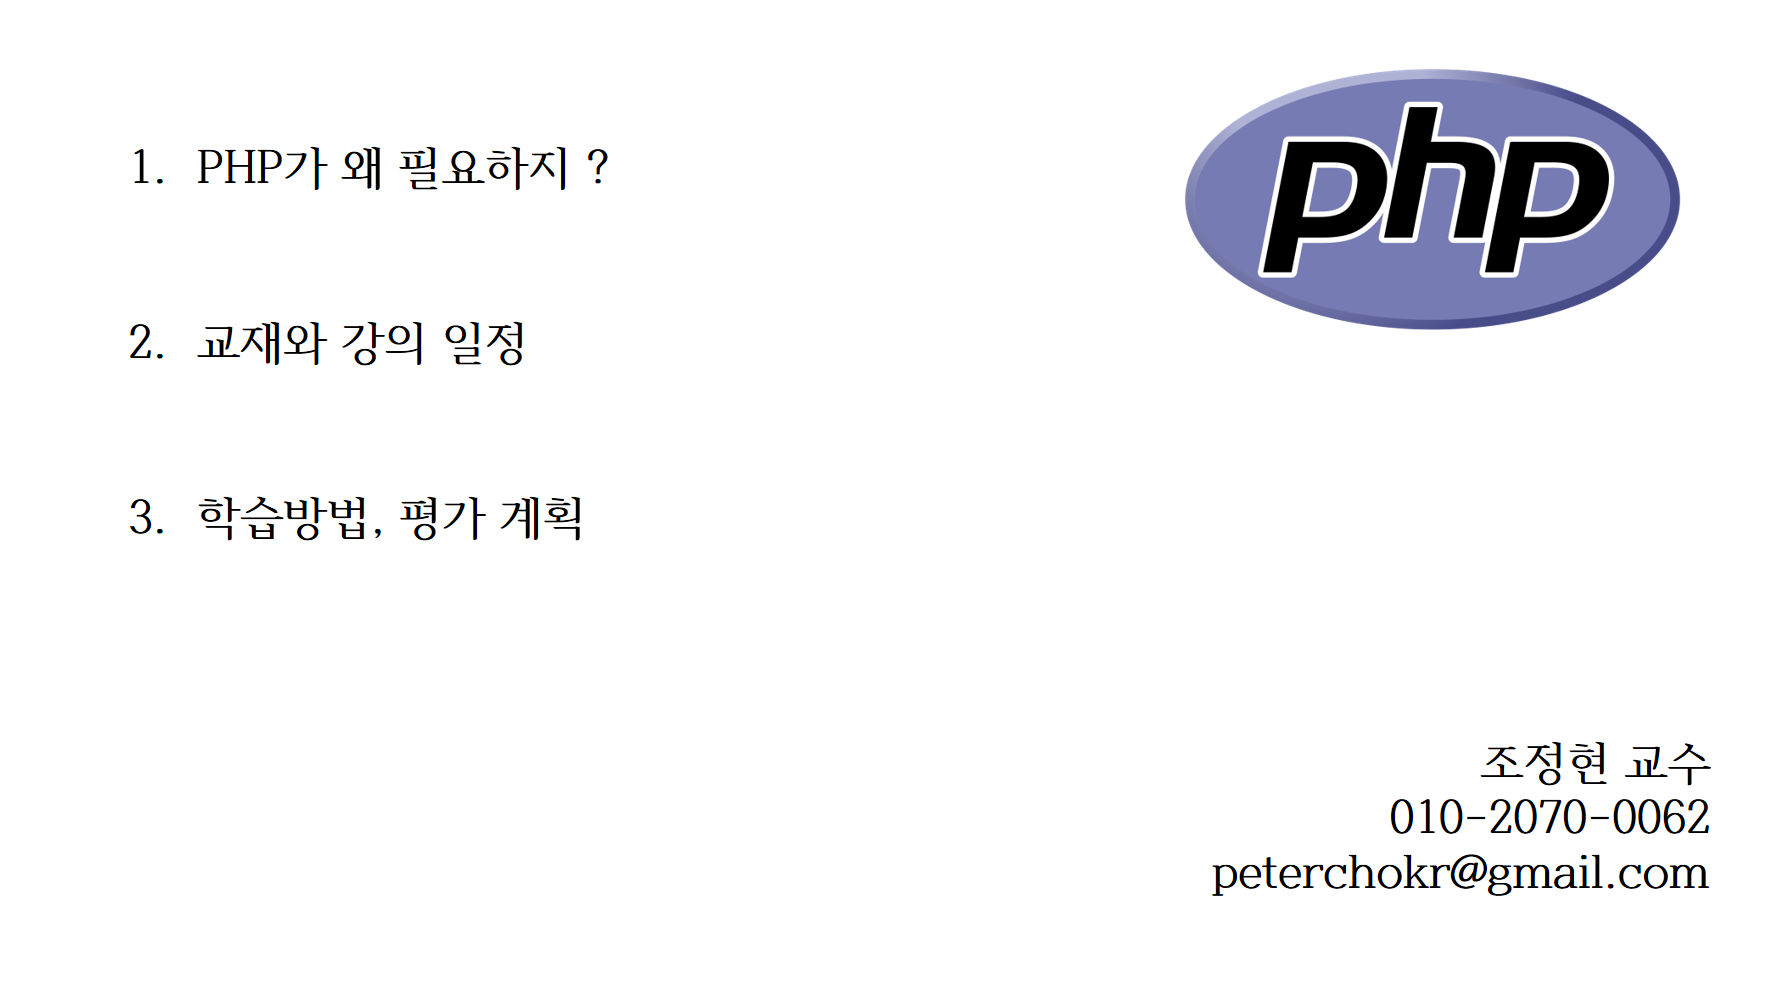 php
1. PHP가 왜 필요하지 ?
2. 교재와 강의 일정
3. 학습방법, 평가 계획
조정현 교수
010-2070-0062
peterchokr@gmail.com